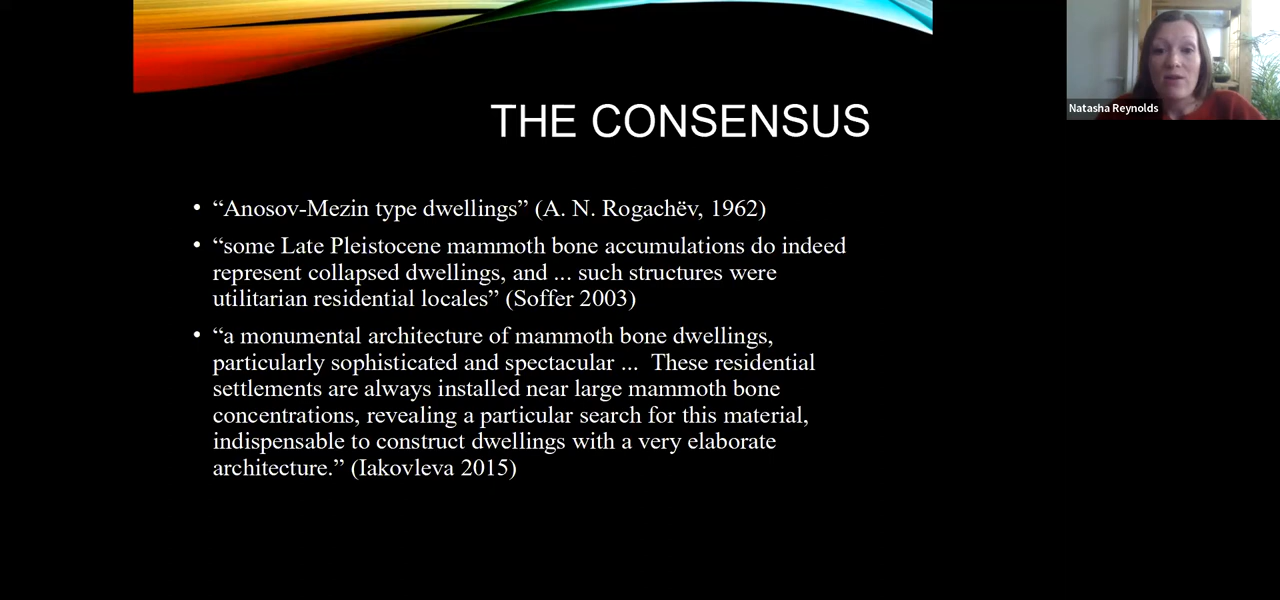 THE CONSENSUS
Natasha Reynolds
• “Anosov-Mezin type dwellings” (A. N. Rogachëv, 1962)
• “some Late Pleistocene mammoth bone accumulations do indeed
represent collapsed dwellings, and ... such structures were
utilitarian residential locales” (Soffer 2003)
• “a monumental architecture of mammoth bone dwellings,
particularly sophisticated and spectacular ... These residential
settlements are always installed near large mammoth bone
concentrations, revealing a particular search for this material,
indispensable to construct dwellings with a very elaborate
architecture.” (Iakovleva 2015)